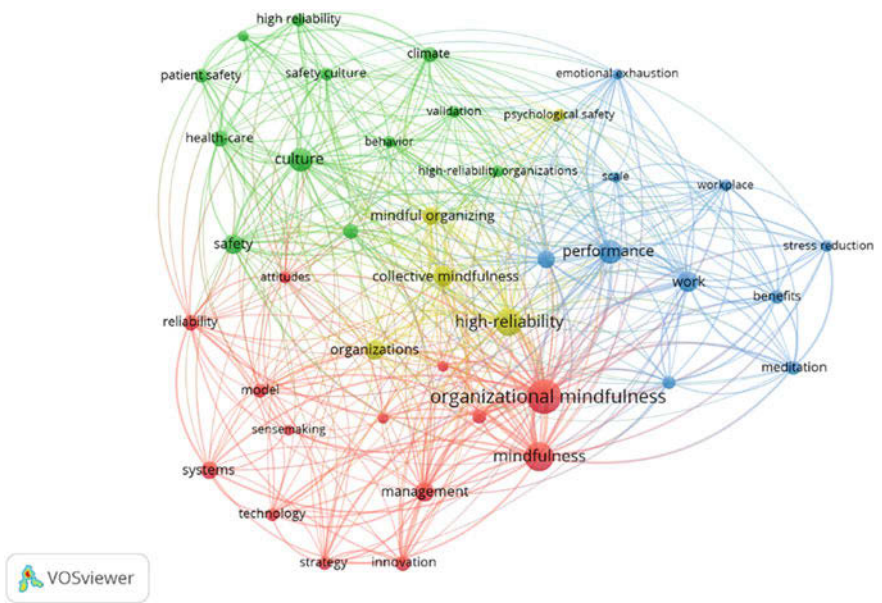 high reliability
climate
patient safety
safety culture
emotional exhaustion
validation
psychological safety
health-care
behavior
culture
high-reliability organizations
scale
workplace
mindful organizing
safety
performance
stress reduction
attitudes
collective mindfulness
work
benefits
reliability
high-reliability
organizations
meditation
model
organizational mindfulness
sensemaking
mindfulness
systems
management
technology
strategy
innovation
VOSviewer